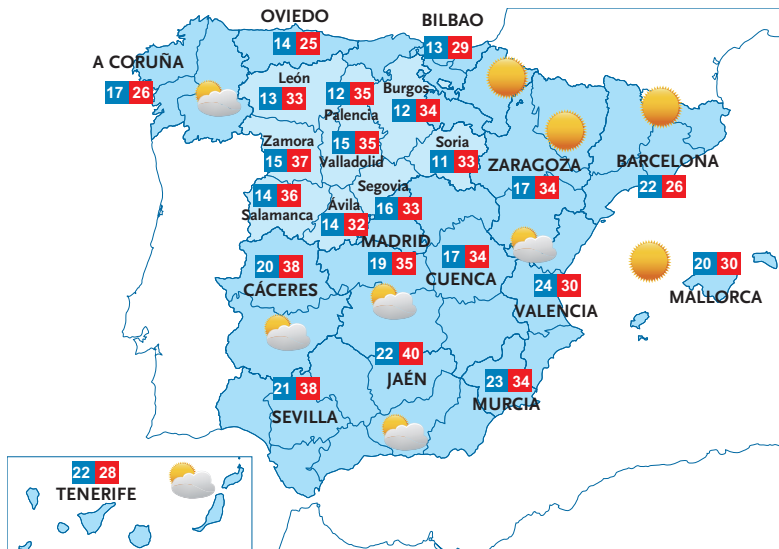 OVIEDO
14 25
BILBAO
13 29
A CORUÑA
17 26
León
13 33
12 35
Palencia
Burgos
12 34
Zamora
15 37
15 35
Valladolid
Soria
11 33
ZARAGOZA
17 34
BARCELONA
22 26
14 36
Salamanca
Ávila
14 32
Segovia
16 33
MADRID
19 35
17 34
CUENCA
20 38
CÁCERES
24 30
VALENCIA
20 30
MALLORCA
22 40
JAÉN
21 38
SEVILLA
23 34
MURCIA
22 28
TENERIFE